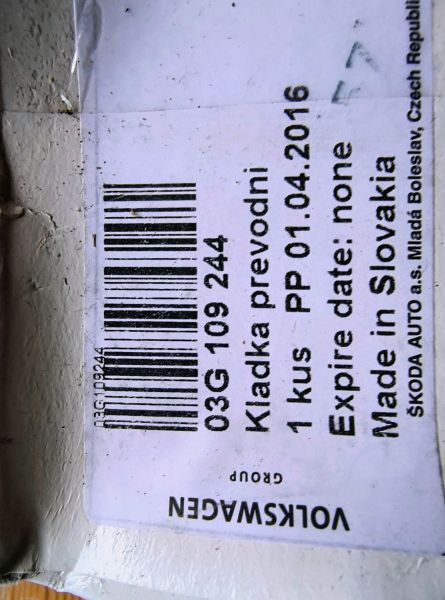 VOLKSWAGEN
GROUP
03G109244
03G 109 244
Kladka prevodni
1 kus PP 01.04.2016
Expire date: none
Made in Slovakia
ŠKODA AUTO a.s. Mladá Boleslav, Czech Republi